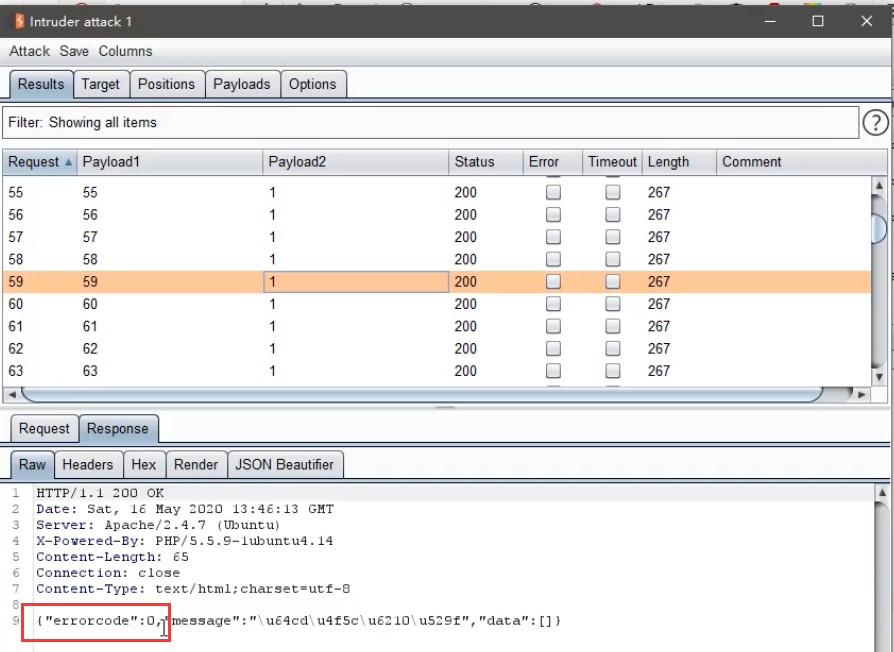 Intruder attack 1
Attack Save Columns
Results Target Positions Payloads Options
Filter: Showing all items
?
Request Payload1 Payload2 Status Error Timeout Length Comment
55 55 1 200 267
56 56 1 200 267
57 57 1 200 267
58 58 1 200 267
59 59 1 200 267
60 60 1 200 267
61 61 1 200 267
62 62 1 200 267
63 63 1 200 267
Request Response
Raw Headers Hex Render JSON Beautifier
1 HTTP/1.1 200 OK
2 Date: Sat, 16 May 2020 13:46:13 GMT
3 Server: Apache/2.4.7 (Ubuntu)
4 X-Powered-By: PHP/5.5.9-1ubuntu4.14
5 Content-Length: 65
6 Connection: close
7 Content-Type: text/html;charset=utf-8
8
9 {"errorcode":0,"message":"\u64cd\u4f5c\u6210\u529f","data":[]}